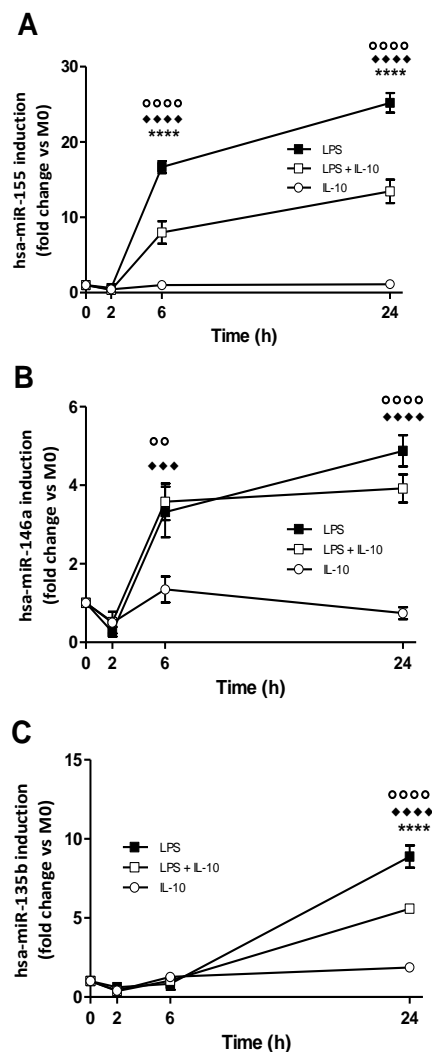 A
hsa-miR-155 induction
(fold change vs M0)
30
20
10
0
****
****
LPS
LPS + IL-10
IL-10
0 2 6 24
Time (h)
B
hsa-miR-146a induction
(fold change vs M0)
6
4
2
0
LPS
LPS + IL-10
IL-10
0 2 6 24
Time (h)
C
hsa-miR-135b induction
(fold change vs M0)
15
10
5
0
****
LPS
LPS + IL-10
IL-10
0 2 6 24
Time (h)